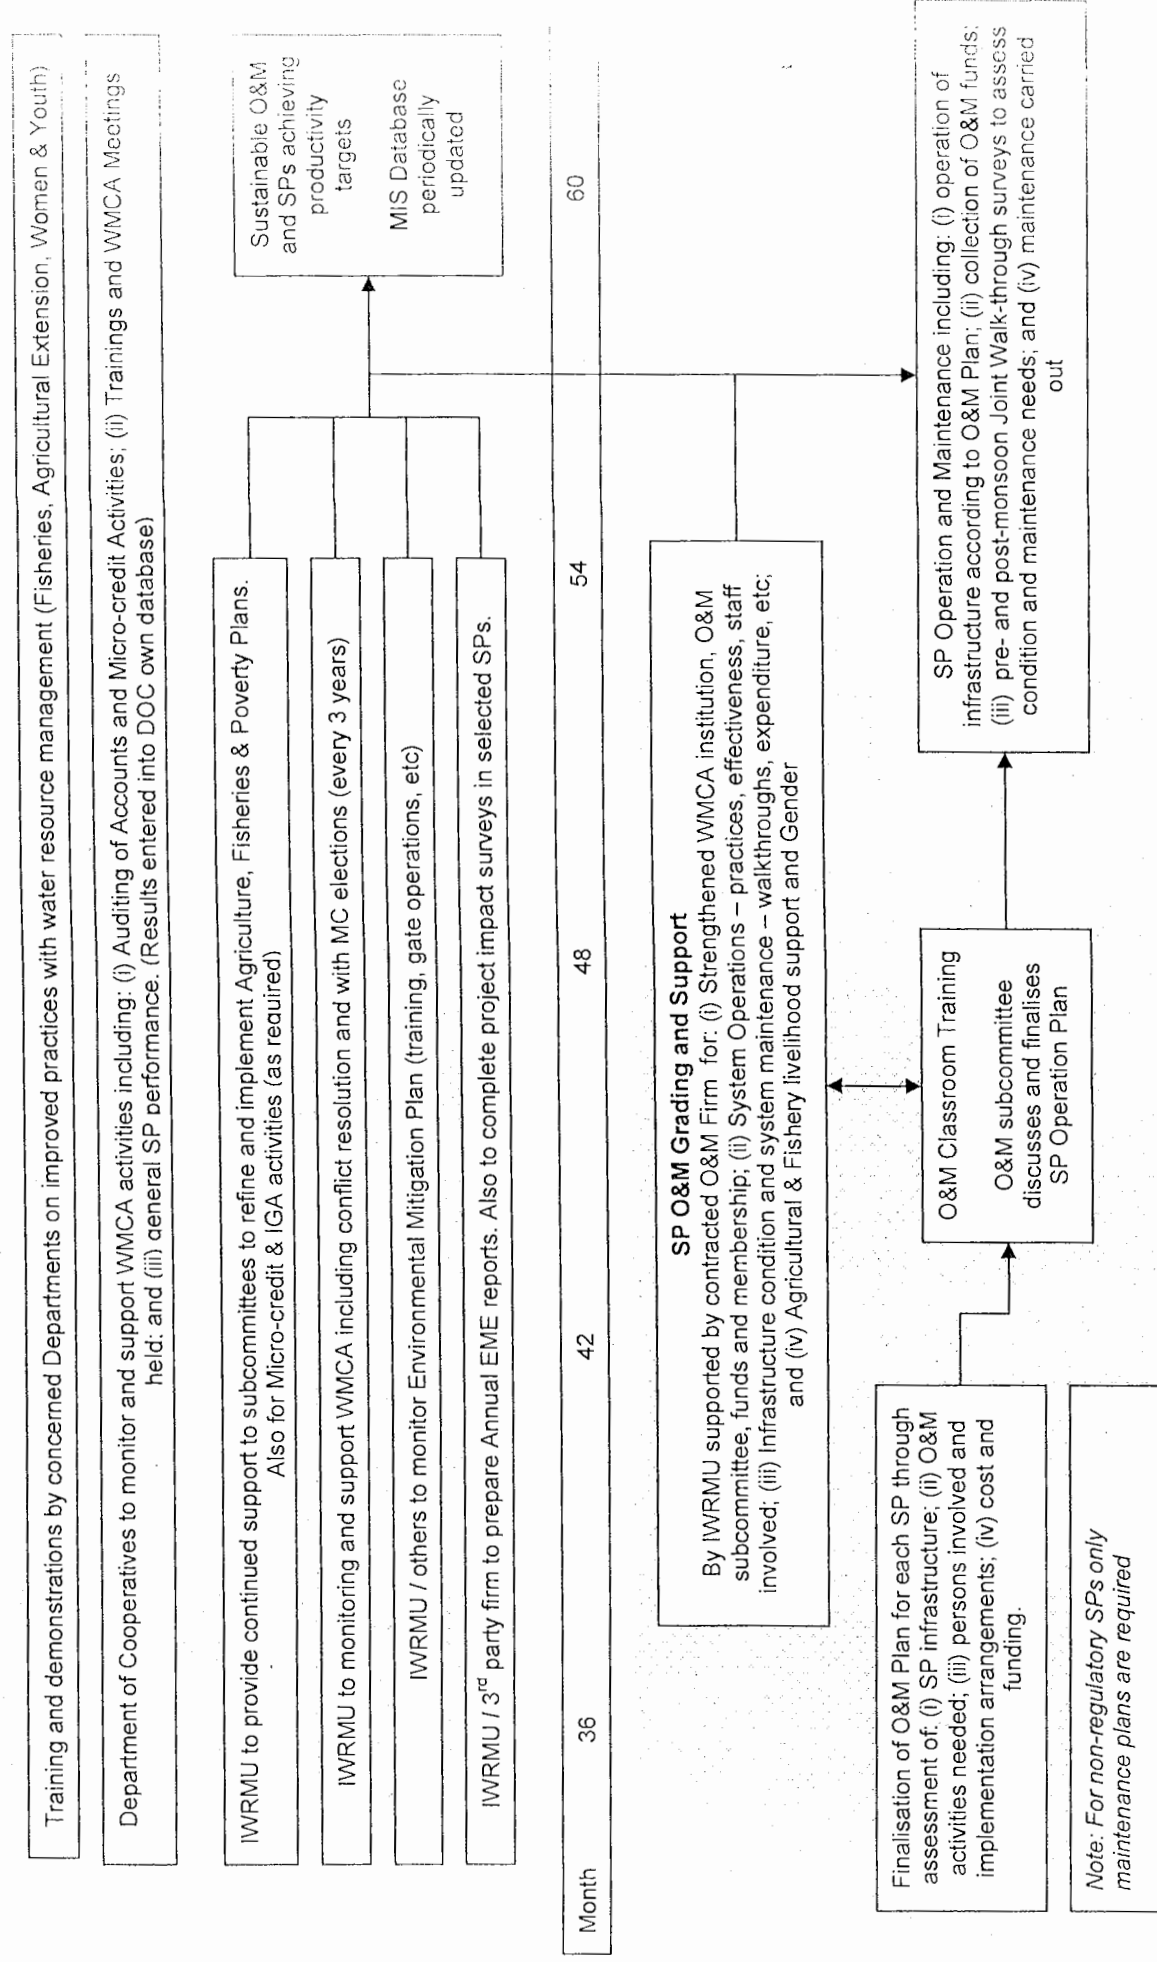 Training and demonstrations by concerned Departments on improved practices with water resource management (Fisheries, Agricultural Extension, Women & Youth)
Department of Cooperatives to monitor and support WMCA activities including: (i) Auditing of Accounts and Micro-credit Activities; (ii) Trainings and WMCA Meetings
held: and (iii) general SP performance. (Results entered into DOC own database)
IWRMU to provide continued support to subcommittees to refine and implement Agriculture, Fisheries & Poverty Plans.
Also for Micro-credit & IGA activities (as required)
IWRMU to monitoring and support WMCA including conflict resolution and with MC elections (every 3 years)
IWRMU / others to monitor Environmental Mitigation Plan (training, gate operations, etc)
IWRMU / 3rd party firm to prepare Annual EME reports. Also to complete project impact surveys in selected SPs.
Sustainable O&M
and SPs achieving
productivity
targets
MIS Database
periodically
updated
Month 36 42 48 54 60
SP O&M Grading and Support
By IWRMU supported by contracted O&M Firm for: (i) Strengthened WMCA institution, O&M
subcommittee, funds and membership; (ii) System Operations – practices, effectiveness, staff
involved; (iii) Infrastructure condition and system maintenance – walkthroughs, expenditure, etc;
and (iv) Agricultural & Fishery livelihood support and Gender
Finalisation of O&M Plan for each SP through
assessment of: (i) SP infrastructure; (ii) O&M
activities needed; (iii) persons involved and
implementation arrangements; (iv) cost and
funding.
O&M Classroom Training
O&M subcommittee
discusses and finalises
SP Operation Plan
SP Operation and Maintenance including: (i) operation of
infrastructure according to O&M Plan; (ii) collection of O&M funds;
(iii) pre- and post-monsoon Joint Walk-through surveys to assess
condition and maintenance needs; and (iv) maintenance carried
out
Note: For non-regulatory SPs only
maintenance plans are required